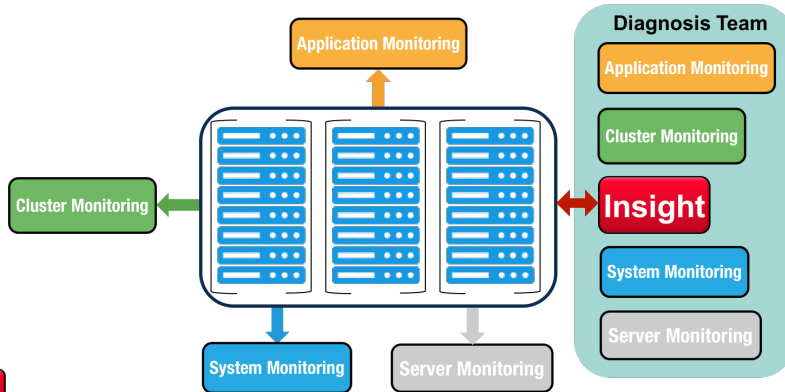 Diagnosis Team
Application Monitoring
Application Monitoring
Cluster Monitoring
Cluster Monitoring
Insight
System Monitoring
Server Monitoring
System Monitoring
Server Monitoring